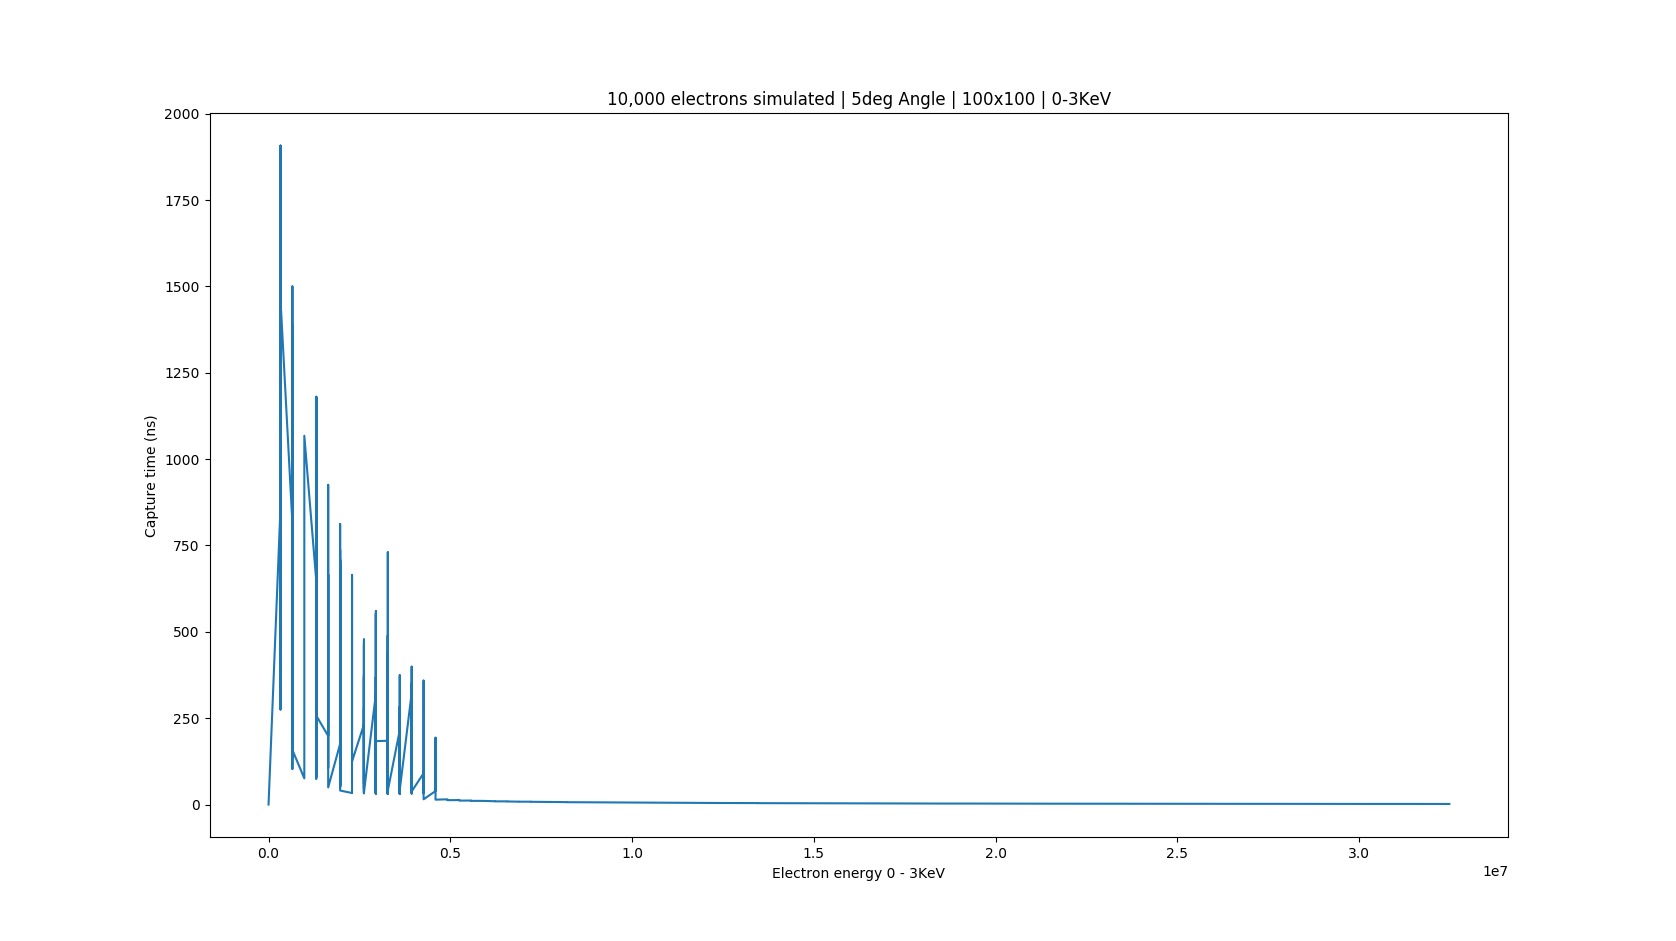 10,000 electrons simulated | 5deg Angle | 100x100 | 0-3KeV
2000
1750
1500
1250
1000
750
500
250
0
Capture time (ns)
0.0 0.5 1.0 1.5 2.0 2.5 3.0
1e7
Electron energy 0 - 3KeV